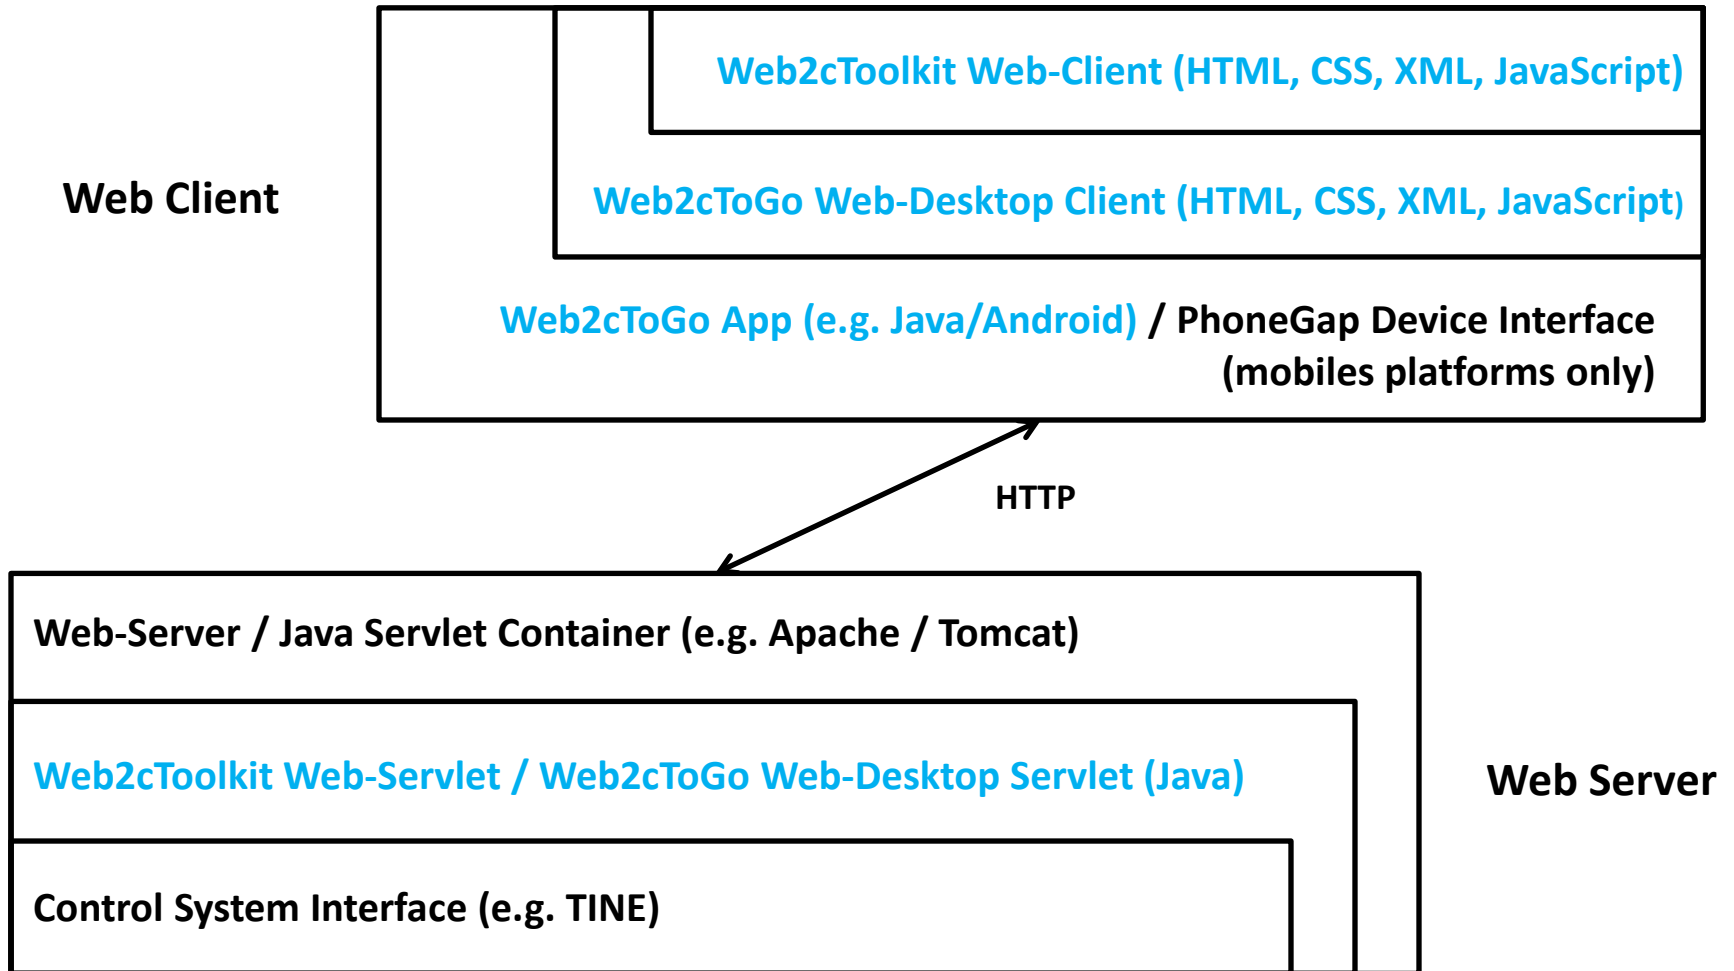 Web2cToolkit Web-Client (HTML, CSS, XML, JavaScript)
Web Client
Web2cToGo Web-Desktop Client (HTML, CSS, XML, JavaScript)
Web2cToGo App (e.g. Java/Android) / PhoneGap Device Interface
(mobiles platforms only)
HTTP
Web-Server / Java Servlet Container (e.g. Apache / Tomcat)
Web2cToolkit Web-Servlet / Web2cToGo Web-Desktop Servlet (Java)
Web Server
Control System Interface (e.g. TINE)